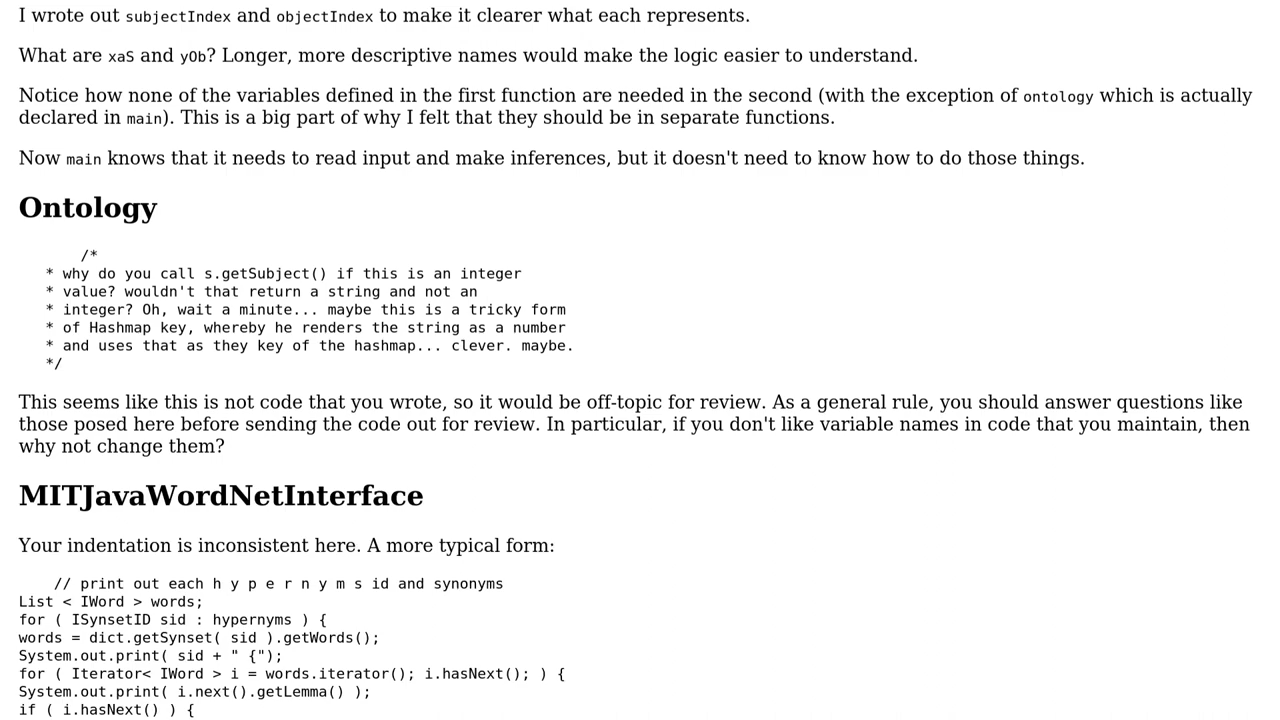 I wrote out subjectIndex and objectIndex to make it clearer what each represents.
What are xaS and yOb? Longer, more descriptive names would make the logic easier to understand.
Notice how none of the variables defined in the first function are needed in the second (with the exception of ontology which is actually
declared in main). This is a big part of why I felt that they should be in separate functions.
Now main knows that it needs to read input and make inferences, but it doesn't need to know how to do those things.
Ontology
/*
* why do you call s.getSubject() if this is an integer
* value? wouldn't that return a string and not an
* integer? Oh, wait a minute... maybe this is a tricky form
* of Hashmap key, whereby he renders the string as a number
* and uses that as they key of the hashmap... clever. maybe.
*/
This seems like this is not code that you wrote, so it would be off-topic for review. As a general rule, you should answer questions like
those posed here before sending the code out for review. In particular, if you don't like variable names in code that you maintain, then
why not change them?
MITJavaWordNetInterface
Your indentation is inconsistent here. A more typical form:
// print out each h y p e r n y m s id and synonyms
List < IWord > words;
for ( ISynsetID sid : hypernyms ) {
words = dict.getSynset( sid ).getWords();
System.out.print( sid + " {");
for ( Iterator< IWord > i = words.iterator(); i.hasNext(); ) {
System.out.print( i.next().getLemma() );
if ( i.hasNext() ) {